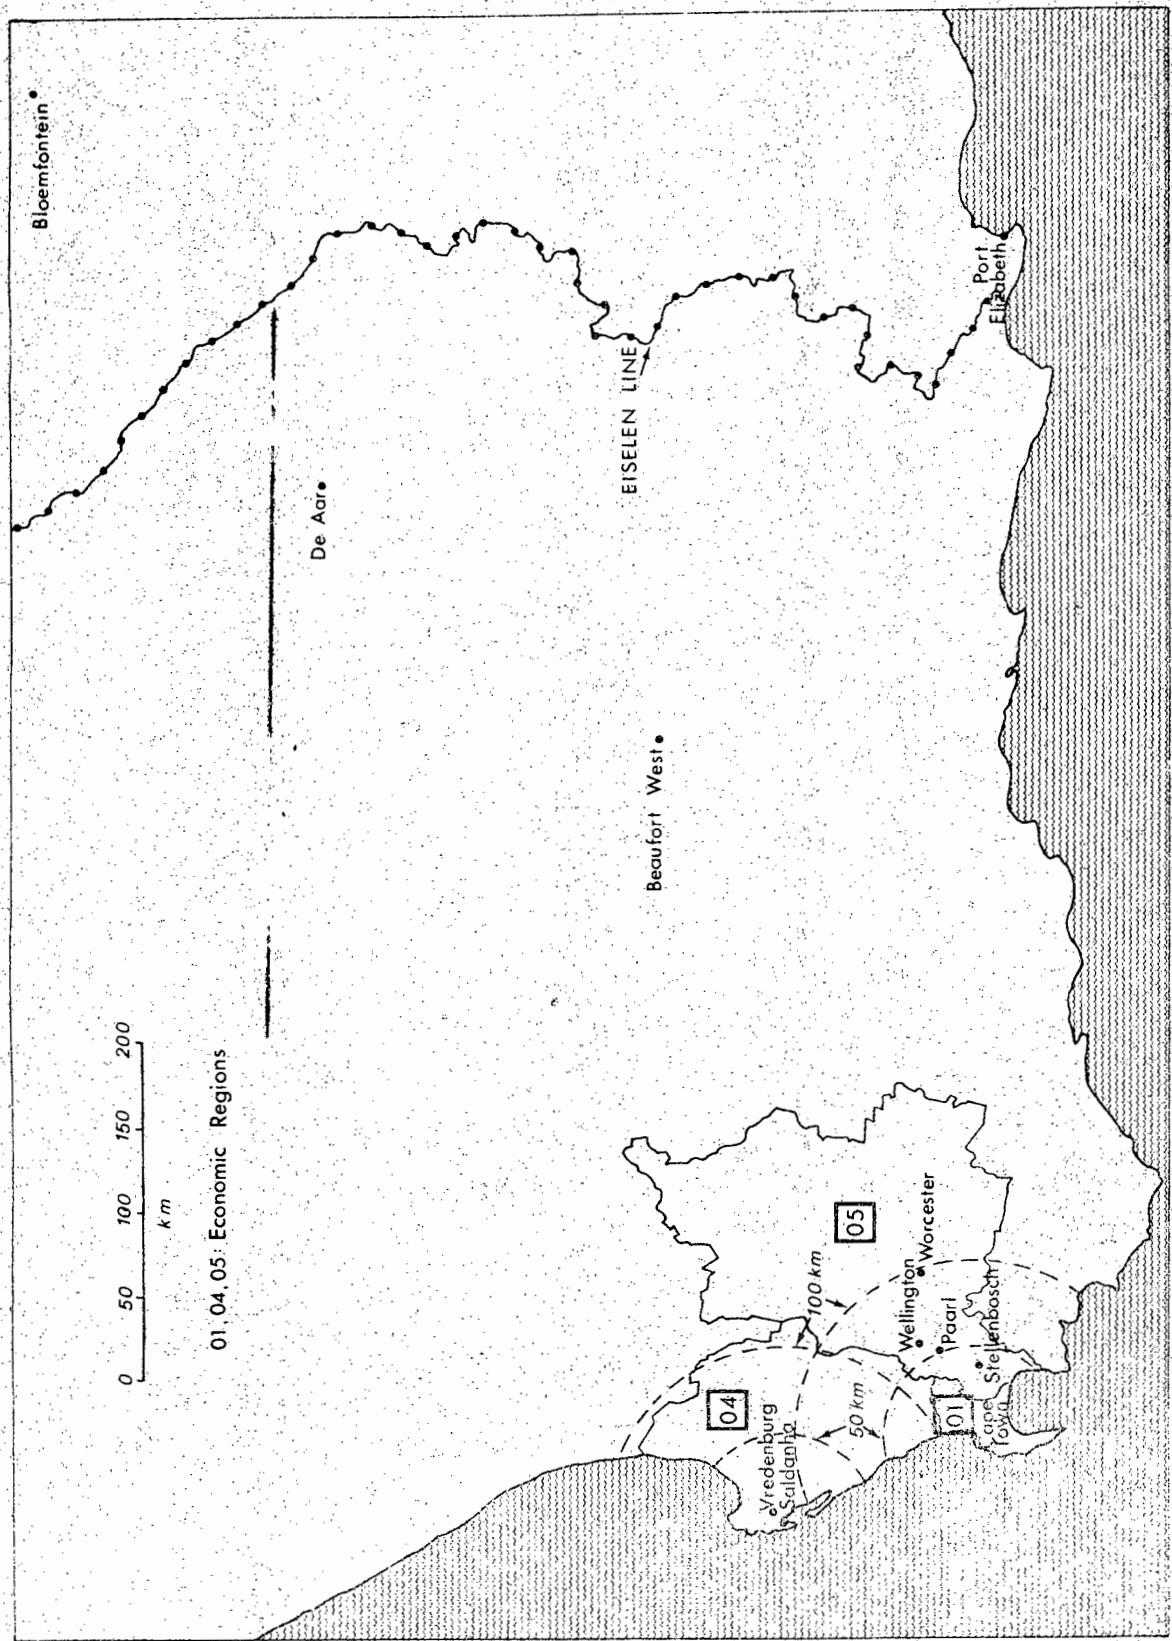 Bloemfontein
De Aar
EISELEN LINE
Port
Elizabeth
Beaufort West
0 50 100 150 200
km
01, 04, 05: Economic Regions
04
05
01
100 km
50 km
Vredenburg
Saldanha
Wellington
Worcester
Paarl
Stellenbosch
Cape
Town